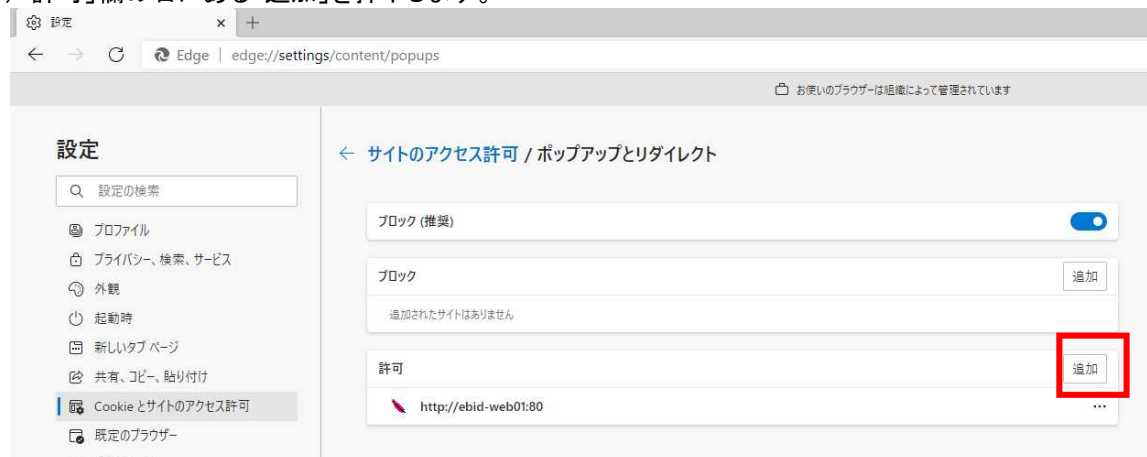 許可」欄の右にある「追加」を押下します。
設定
Edge | edge://settings/content/popups
お使いのブラウザーは組織によって管理されています
設定
設定の検索
プロファイル
プライバシー、検索、サービス
外観
起動時
新しいタブ ページ
共有、コピー、貼り付け
Cookie とサイトのアクセス許可
既定のブラウザー
サイトのアクセス許可 / ポップアップとリダイレクト
ブロック (推奨)
ブロック
追加
追加されたサイトはありません
許可
追加
http://ebid-web01:80